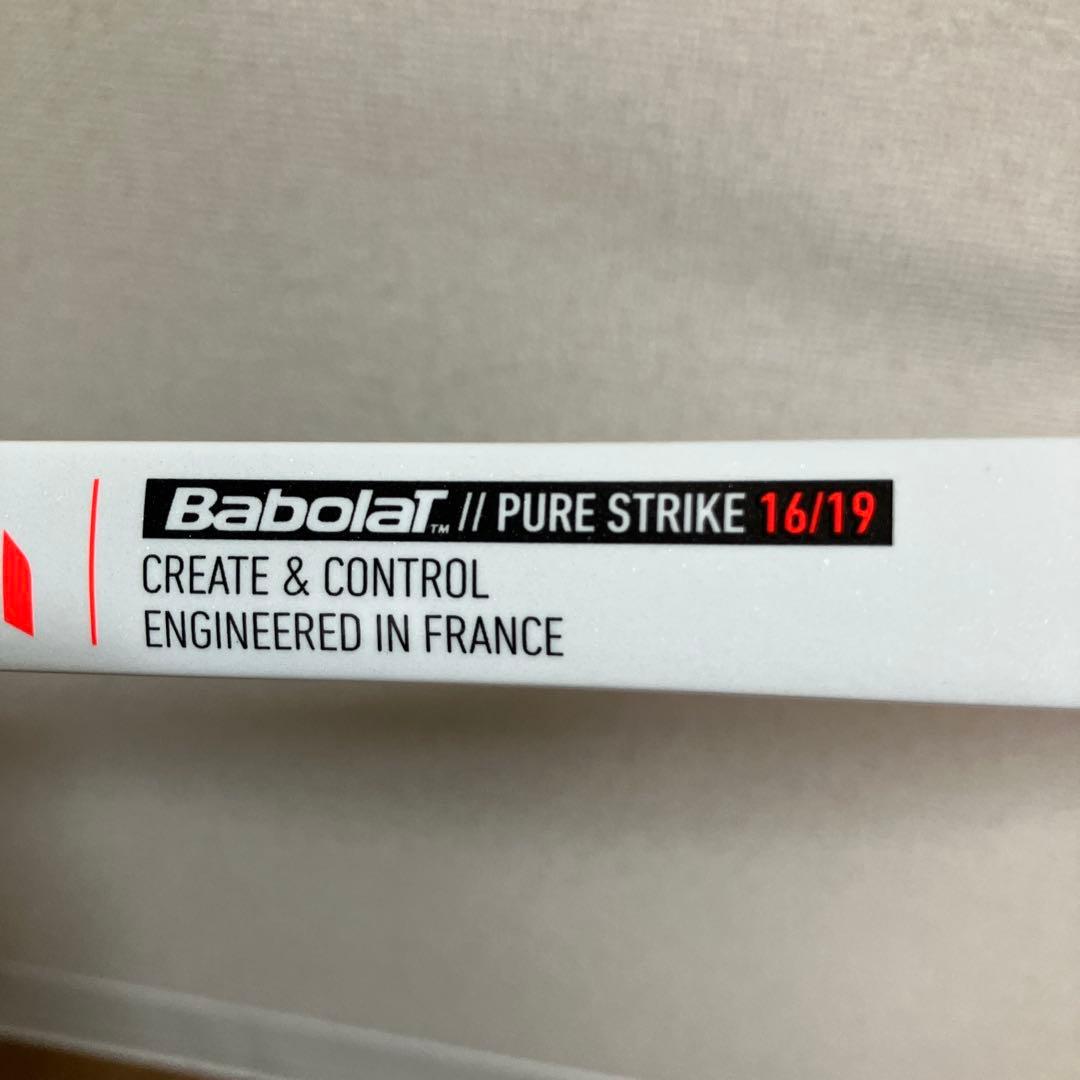 BabolaT™ // PURE STRIKE 16/19
CREATE & CONTROL
ENGINEERED IN FRANCE